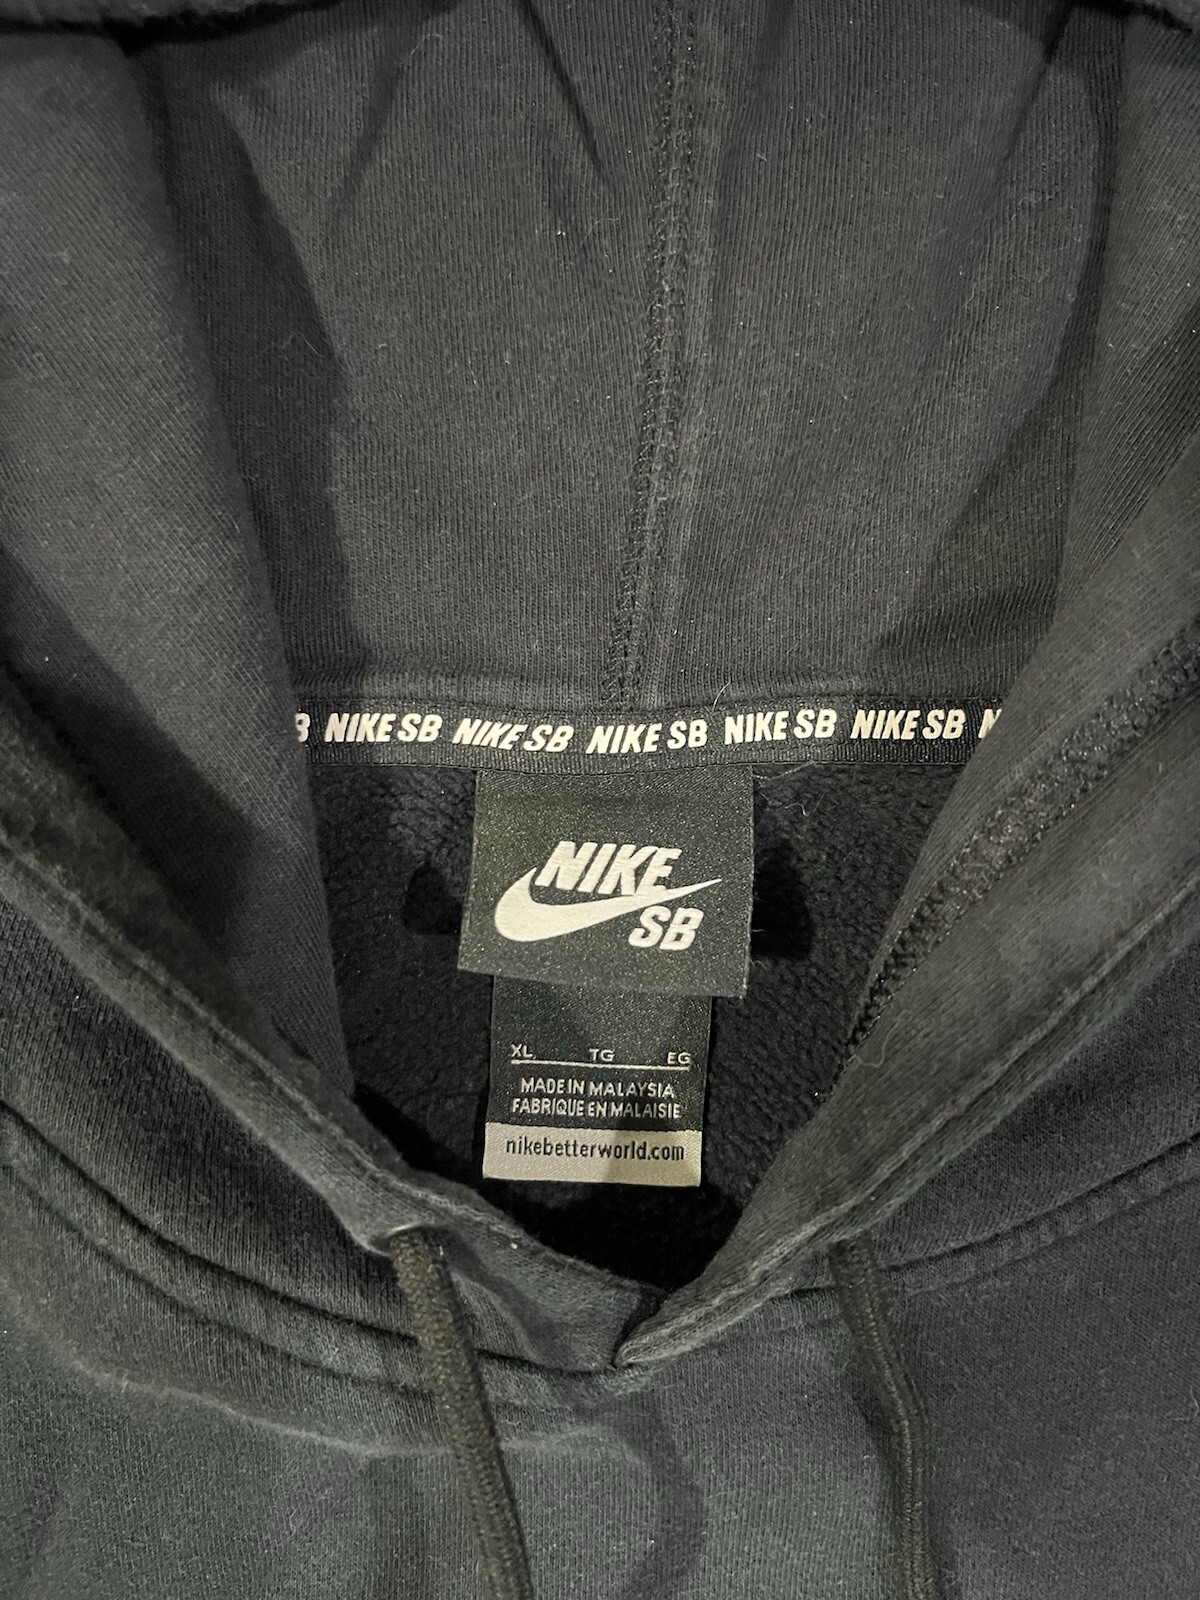 B NIKE SB NIKE SB NIKE SB NIKE SB NIKE SB N
NIKE
SB
XL TG EG
MADE IN MALAYSIA
FABRIQUE EN MALAISIE
nikebetterworld.com